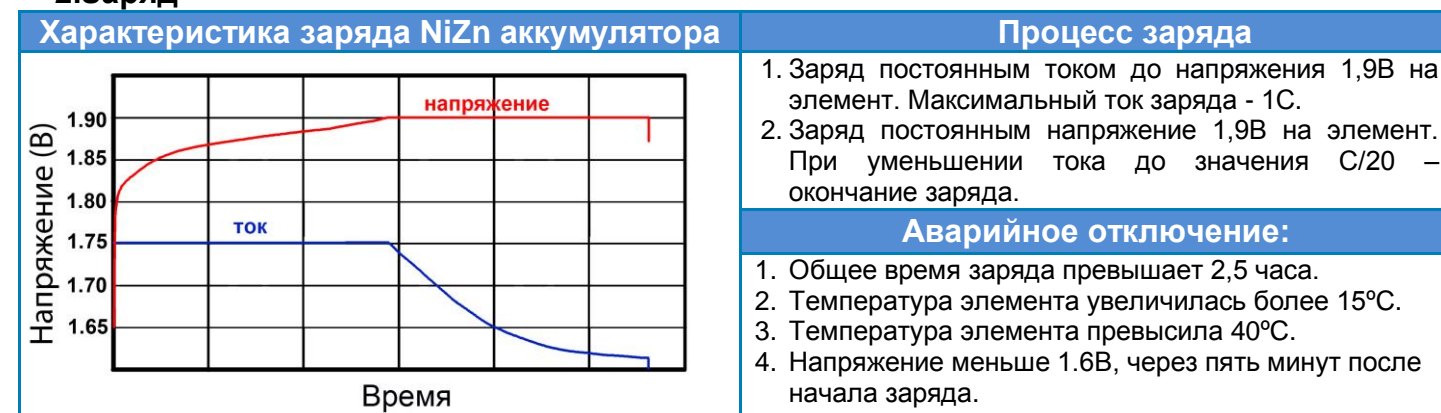 2.Заряд
Характеристика заряда NiZn аккумулятора
Процесс заряда
напряжение
ток
Напряжение (В)
1.90
1.85
1.80
1.75
1.70
1.65
Время
1. Заряд постоянным током до напряжения 1,9В на
элемент. Максимальный ток заряда - 1С.
2. Заряд постоянным напряжение 1,9В на элемент.
При уменьшении тока до значения С/20 –
окончание заряда.
Аварийное отключение:
1. Общее время заряда превышает 2,5 часа.
2. Температура элемента увеличилась более 15ºС.
3. Температура элемента превысила 40ºС.
4. Напряжение меньше 1.6В, через пять минут после
начала заряда.